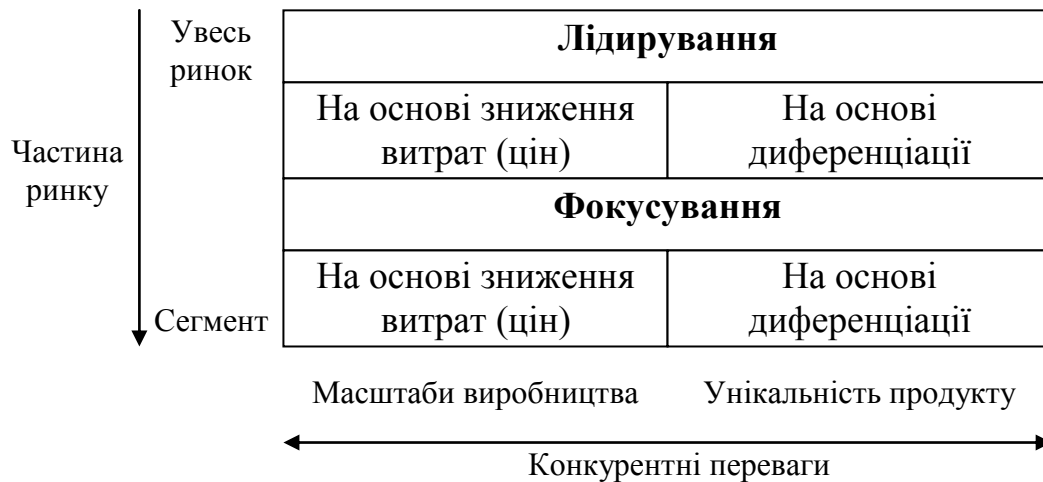 Увесь
ринок
Лідирування
На основі зниження
витрат (цін)
На основі
диференціації
Частина
ринку
Фокусування
Сегмент
На основі зниження
витрат (цін)
На основі
диференціації
Масштаби виробництва
Унікальність продукту
Конкурентні переваги